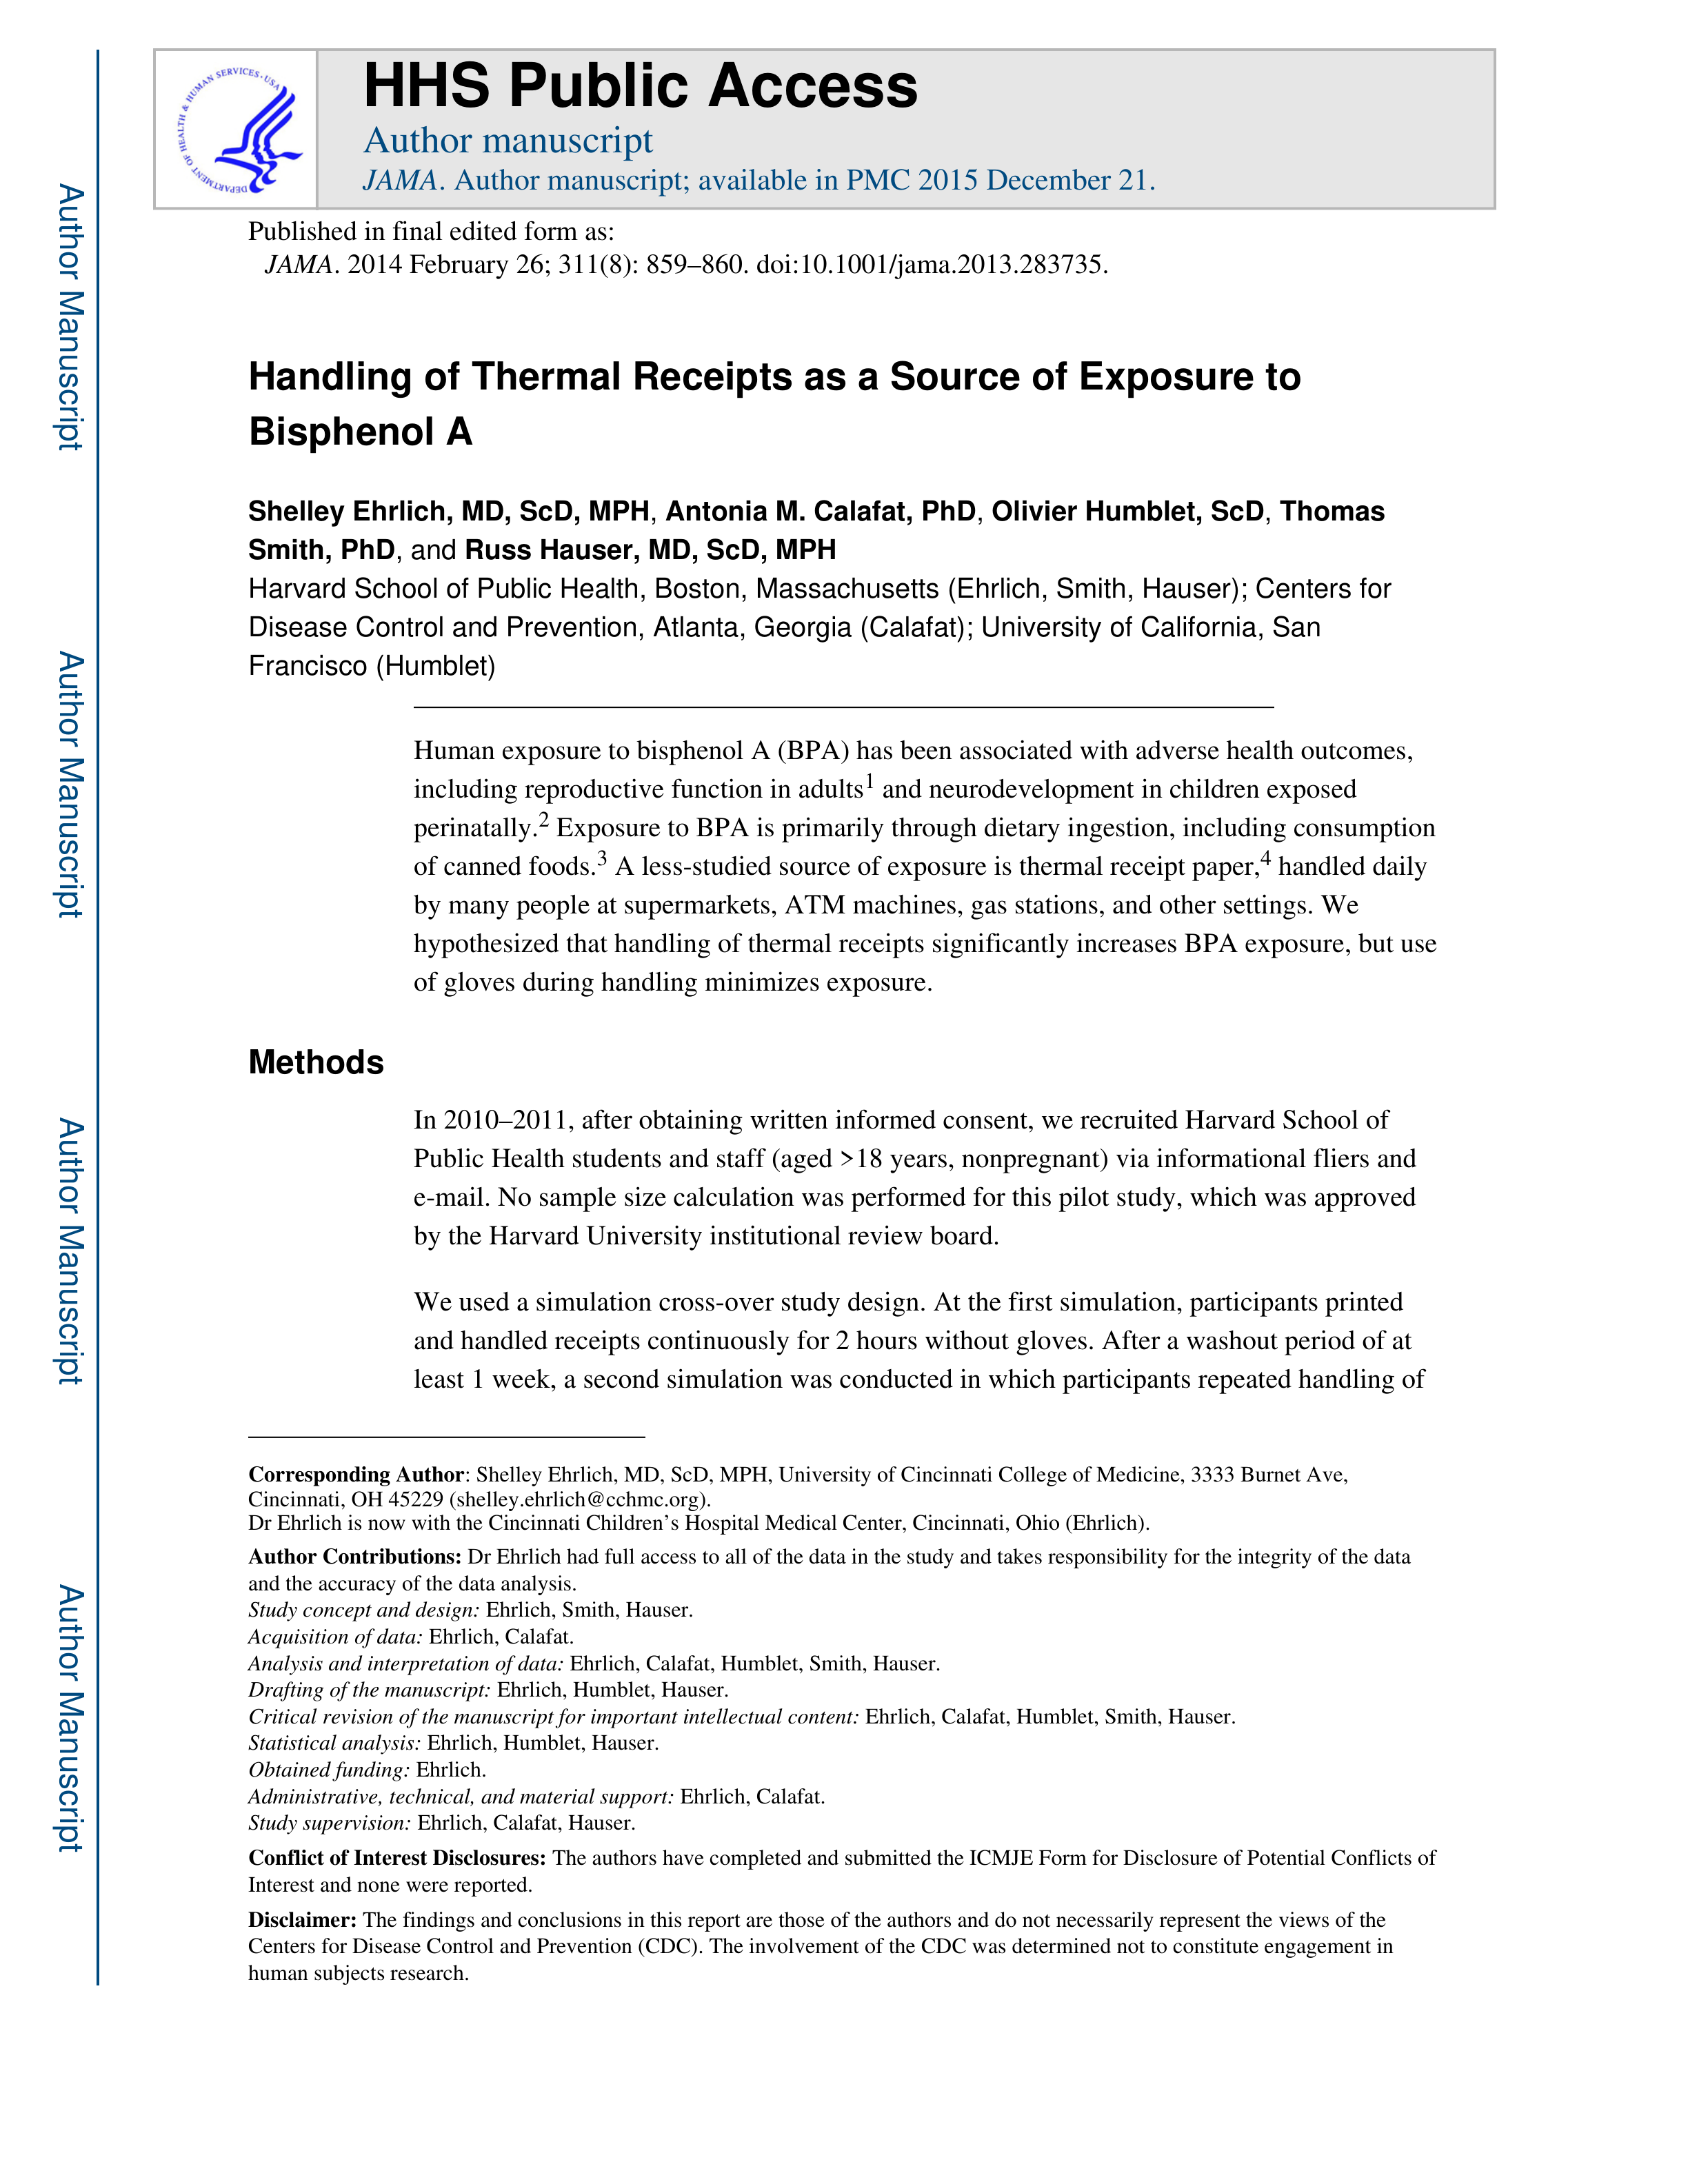 DEPARTMENT OF HEALTH & HUMAN SERVICES • USA
HHS Public Access
Author manuscript
JAMA. Author manuscript; available in PMC 2015 December 21.
Published in final edited form as:
JAMA. 2014 February 26; 311(8): 859–860. doi:10.1001/jama.2013.283735.
Handling of Thermal Receipts as a Source of Exposure to
Bisphenol A
Shelley Ehrlich, MD, ScD, MPH, Antonia M. Calafat, PhD, Olivier Humblet, ScD, Thomas
Smith, PhD, and Russ Hauser, MD, ScD, MPH
Harvard School of Public Health, Boston, Massachusetts (Ehrlich, Smith, Hauser); Centers for
Disease Control and Prevention, Atlanta, Georgia (Calafat); University of California, San
Francisco (Humblet)
Human exposure to bisphenol A (BPA) has been associated with adverse health outcomes,
including reproductive function in adults1 and neurodevelopment in children exposed
perinatally.2 Exposure to BPA is primarily through dietary ingestion, including consumption
of canned foods.3 A less-studied source of exposure is thermal receipt paper,4 handled daily
by many people at supermarkets, ATM machines, gas stations, and other settings. We
hypothesized that handling of thermal receipts significantly increases BPA exposure, but use
of gloves during handling minimizes exposure.
Methods
In 2010–2011, after obtaining written informed consent, we recruited Harvard School of
Public Health students and staff (aged >18 years, nonpregnant) via informational fliers and
e-mail. No sample size calculation was performed for this pilot study, which was approved
by the Harvard University institutional review board.
We used a simulation cross-over study design. At the first simulation, participants printed
and handled receipts continuously for 2 hours without gloves. After a washout period of at
least 1 week, a second simulation was conducted in which participants repeated handling of
Corresponding Author: Shelley Ehrlich, MD, ScD, MPH, University of Cincinnati College of Medicine, 3333 Burnet Ave,
Cincinnati, OH 45229 (shelley.ehrlich@cchmc.org).
Dr Ehrlich is now with the Cincinnati Children's Hospital Medical Center, Cincinnati, Ohio (Ehrlich).
Author Contributions: Dr Ehrlich had full access to all of the data in the study and takes responsibility for the integrity of the data
and the accuracy of the data analysis.
Study concept and design: Ehrlich, Smith, Hauser.
Acquisition of data: Ehrlich, Calafat.
Analysis and interpretation of data: Ehrlich, Calafat, Humblet, Smith, Hauser.
Drafting of the manuscript: Ehrlich, Humblet, Hauser.
Critical revision of the manuscript for important intellectual content: Ehrlich, Calafat, Humblet, Smith, Hauser.
Statistical analysis: Ehrlich, Humblet, Hauser.
Obtained funding: Ehrlich.
Administrative, technical, and material support: Ehrlich, Calafat.
Study supervision: Ehrlich, Calafat, Hauser.
Conflict of Interest Disclosures: The authors have completed and submitted the ICMJE Form for Disclosure of Potential Conflicts of
Interest and none were reported.
Disclaimer: The findings and conclusions in this report are those of the authors and do not necessarily represent the views of the
Centers for Disease Control and Prevention (CDC). The involvement of the CDC was determined not to constitute engagement in
human subjects research.
Author Manuscript
Author Manuscript
Author Manuscript
Author Manuscript